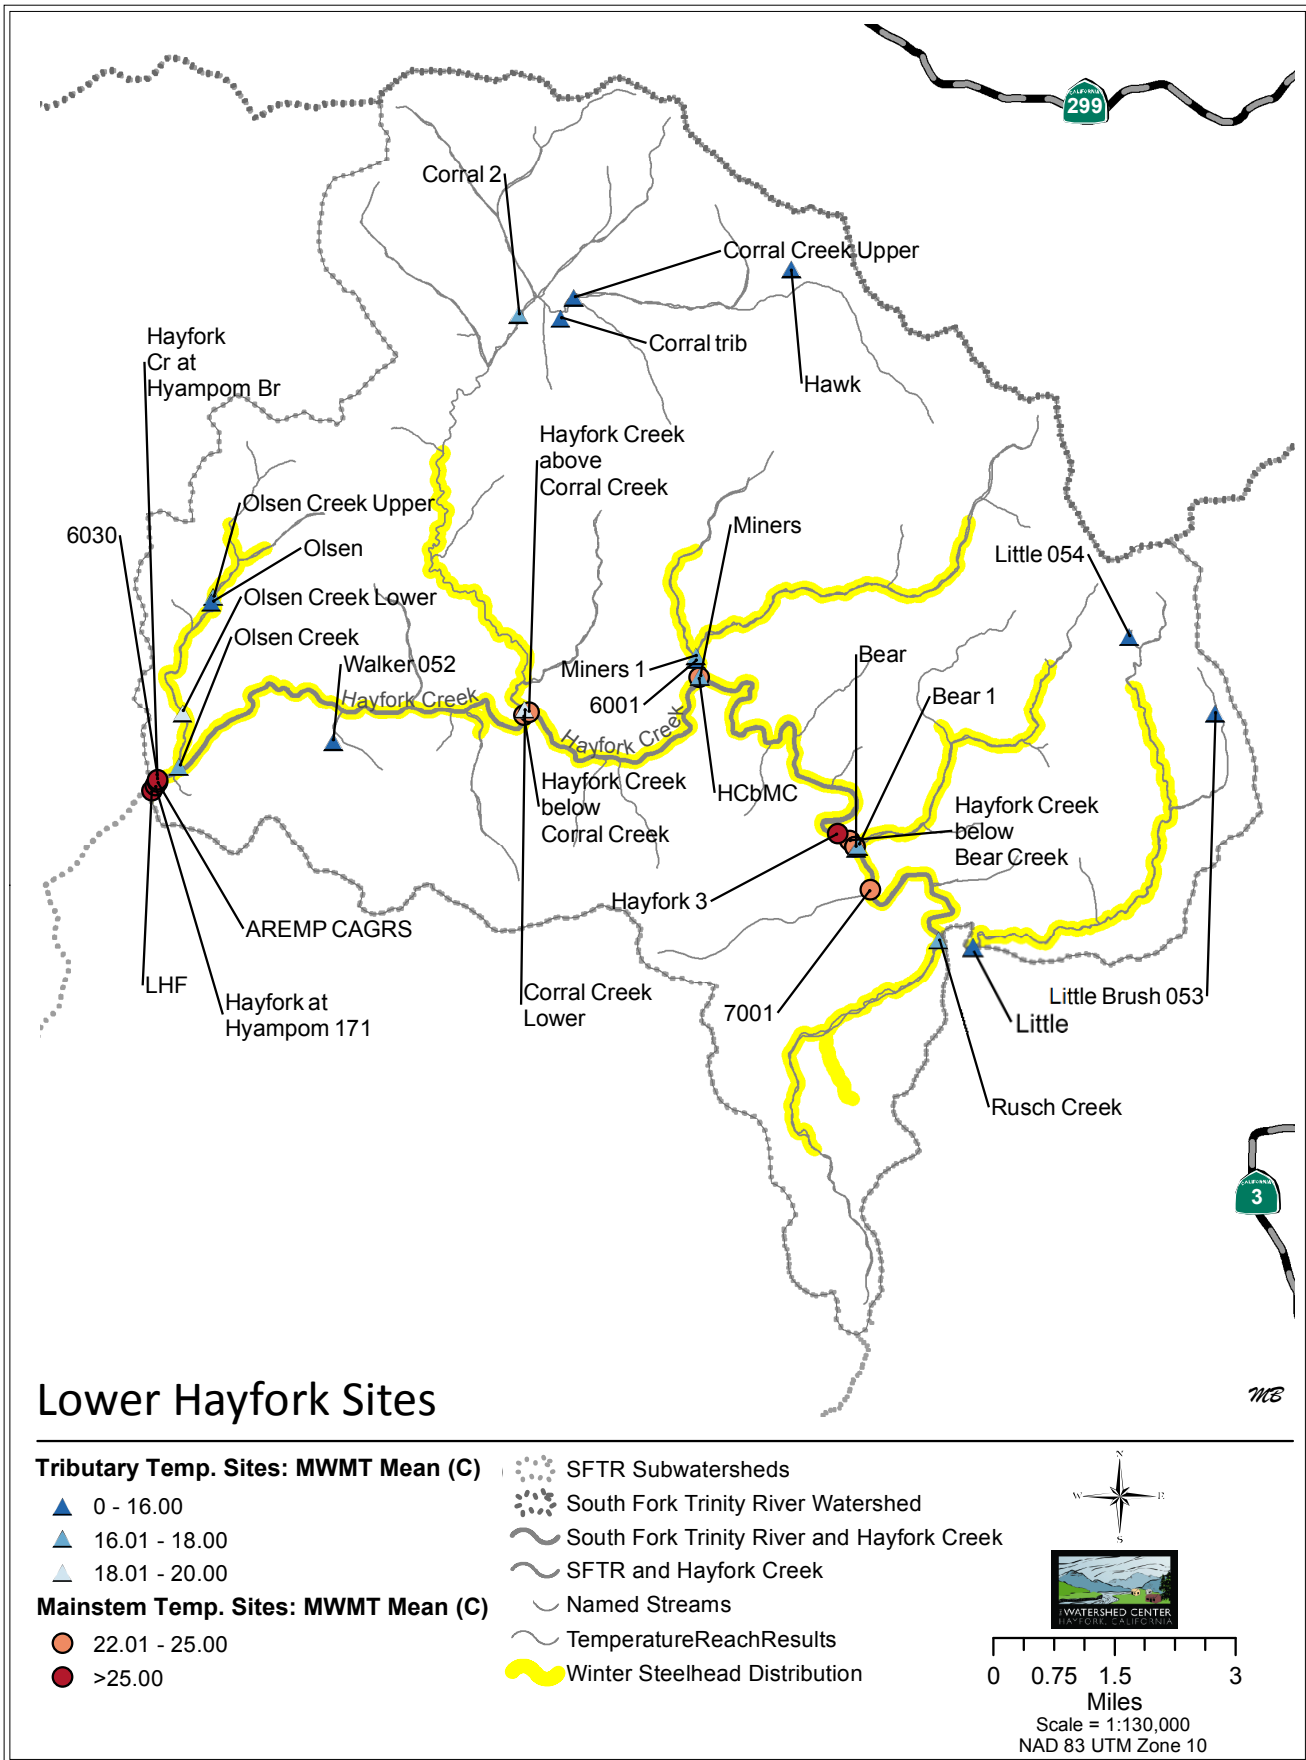 CALIFORNIA
299
Corral 2
Corral Creek Upper
Corral trib
Hawk
Hayfork
Cr at
Hyampom Br
Hayfork Creek
above
Corral Creek
Olsen Creek Upper
6030
Miners
Olsen
Little 054
Olsen Creek Lower
Olsen Creek
Walker 052
Miners 1
Bear
Hayfork Creek
6001
Bear 1
Hayfork Creek
Hayfork Creek
below
Corral Creek
HCbMC
Hayfork Creek
below
Bear Creek
Hayfork 3
AREMP CAGRS
LHF
Hayfork at
Hyampom 171
Corral Creek
Lower
7001
Little Brush 053
Little
Rusch Creek
CALIFORNIA
3
Lower Hayfork Sites
MB
Tributary Temp. Sites: MWMT Mean (C)
0 - 16.00
16.01 - 18.00
18.01 - 20.00
Mainstem Temp. Sites: MWMT Mean (C)
22.01 - 25.00
>25.00
SFTR Subwatersheds
South Fork Trinity River Watershed
South Fork Trinity River and Hayfork Creek
SFTR and Hayfork Creek
Named Streams
TemperatureReachResults
Winter Steelhead Distribution
N
W E
S
THE WATERSHED CENTER
HAYFORK, CALIFORNIA
0 0.75 1.5 3
Miles
Scale = 1:130,000
NAD 83 UTM Zone 10